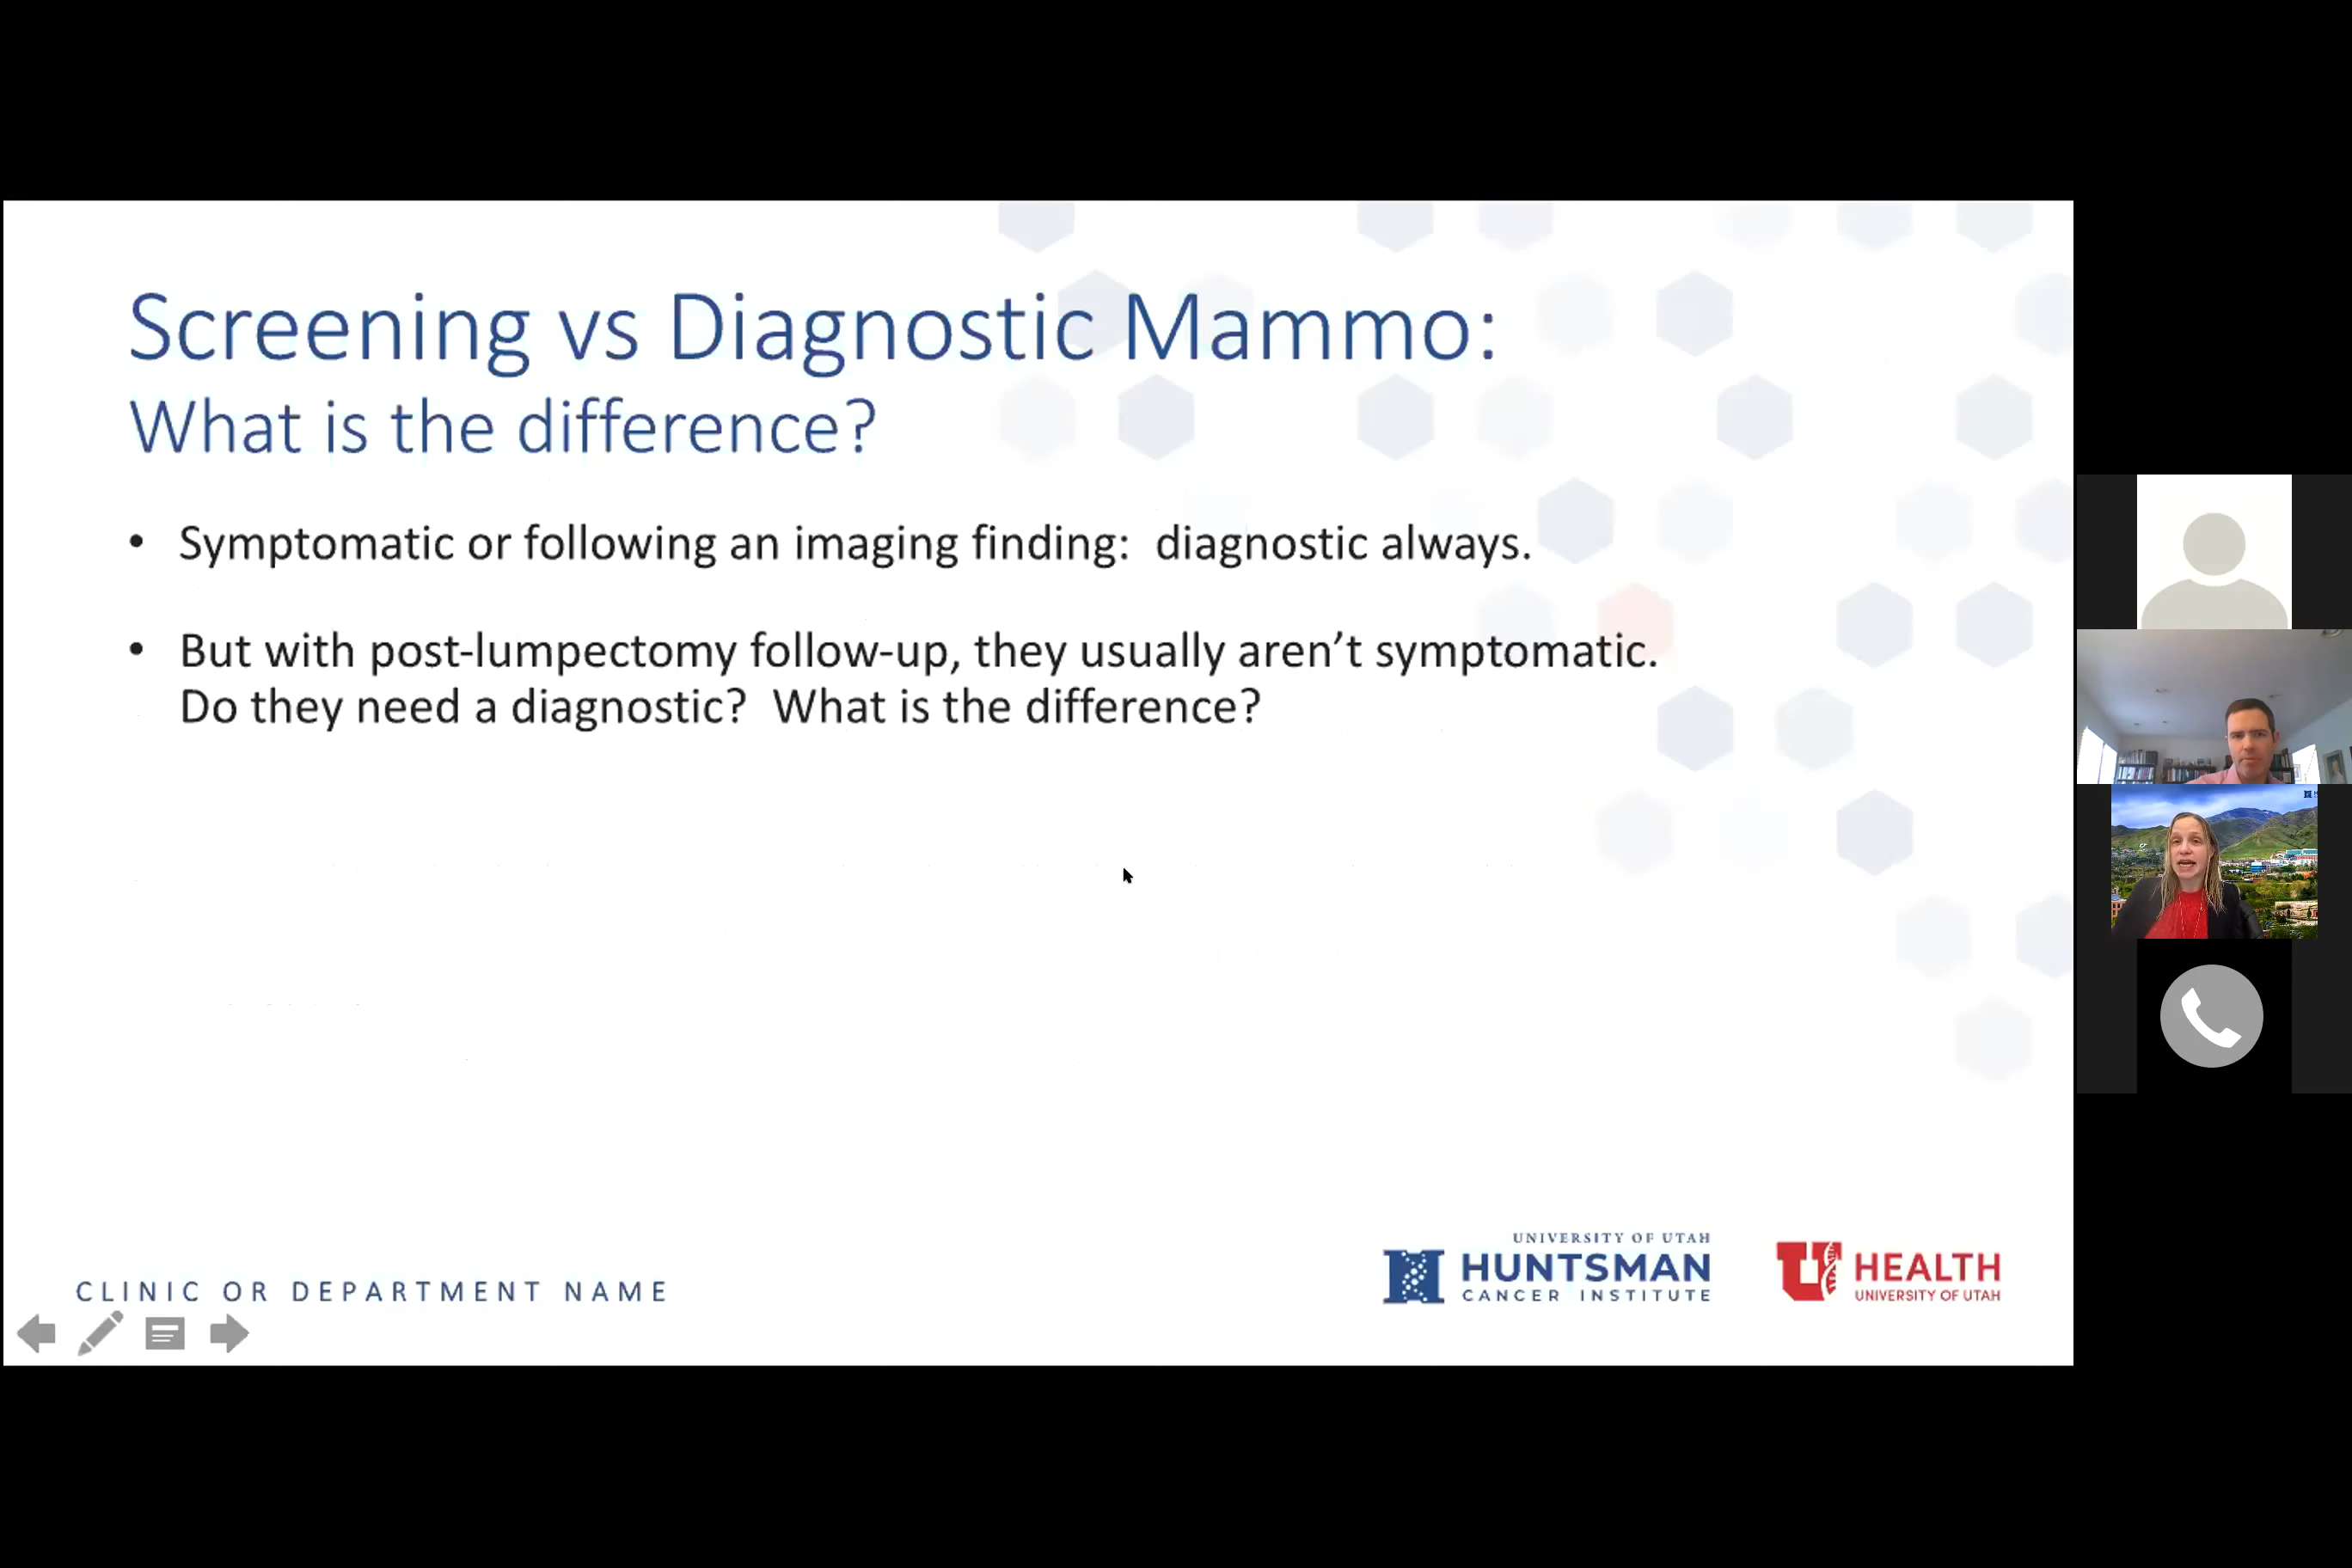 Screening vs Diagnostic Mammo:
What is the difference?
• Symptomatic or following an imaging finding:  diagnostic always.
• But with post-lumpectomy follow-up, they usually aren’t symptomatic.
Do they need a diagnostic?  What is the difference?
CLINIC OR DEPARTMENT NAME
UNIVERSITY OF UTAH
HUNTSMAN
CANCER INSTITUTE
U HEALTH
UNIVERSITY OF UTAH